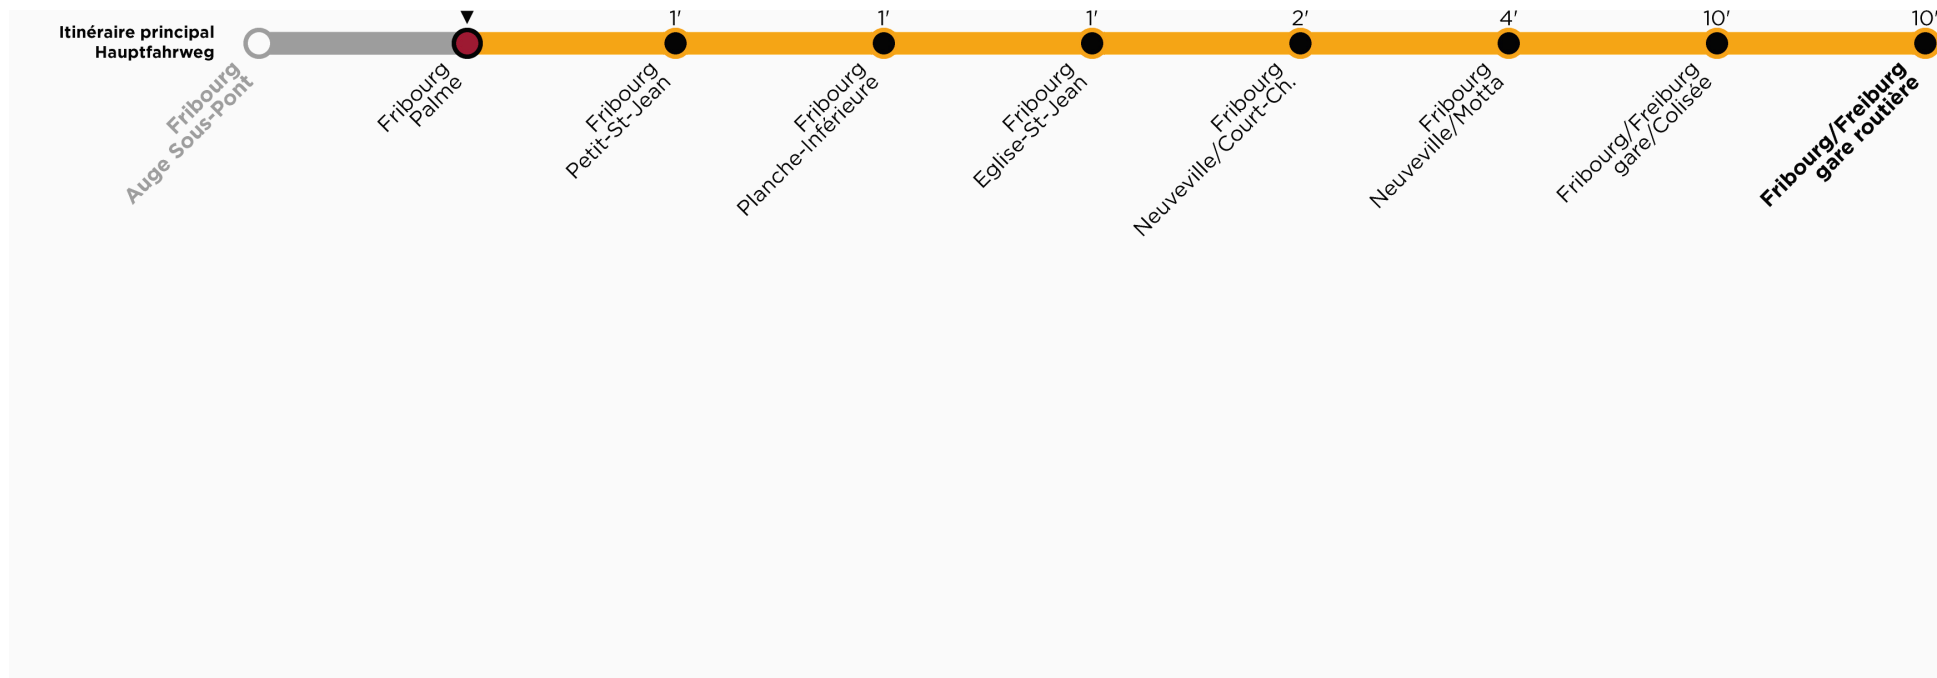 Itinéraire principal
Hauptfahrweg
1'
1'
1'
2'
4'
10'
10'
Fribourg
Auge Sous-Pont
Fribourg
Palme
Fribourg
Petit-St-Jean
Fribourg
Planche-Inférieure
Fribourg
Eglise-St-Jean
Fribourg
Neuveville/Court-Ch.
Fribourg
Neuveville/Motta
Fribourg/Freiburg
gare/Colisée
Fribourg/Freiburg
gare routière